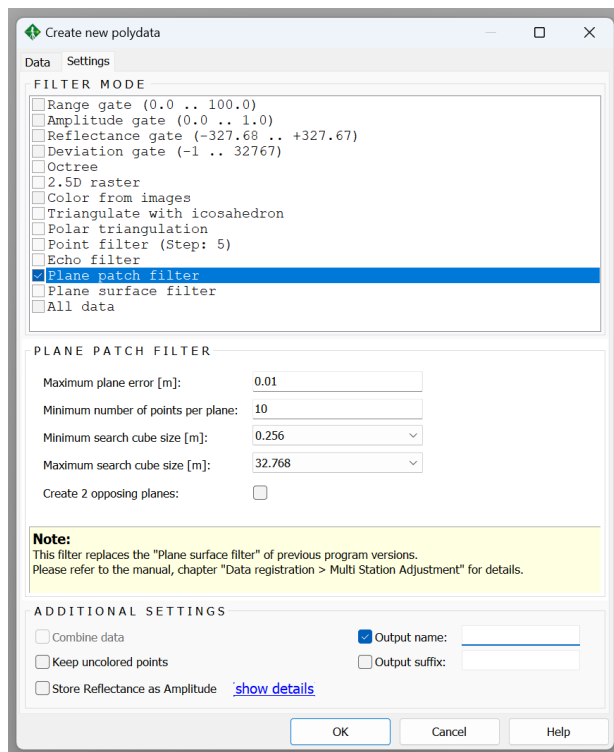 Create new polydata
Data Settings
FILTER MODE
Range gate (0.0 .. 100.0)
Amplitude gate (0.0 .. 1.0)
Reflectance gate (-327.68 .. +327.67)
Deviation gate (-1 .. 32767)
Octree
2.5D raster
Color from images
Triangulate with icosahedron
Polar triangulation
Point filter (Step: 5)
Echo filter
Plane patch filter
Plane surface filter
All data
PLANE PATCH FILTER
Maximum plane error [m]: 0.01
Minimum number of points per plane: 10
Minimum search cube size [m]: 0.256
Maximum search cube size [m]: 32.768
Create 2 opposing planes:
Note:
This filter replaces the "Plane surface filter" of previous program versions.
Please refer to the manual, chapter "Data registration > Multi Station Adjustment" for details.
ADDITIONAL SETTINGS
Combine data Output name:
Keep uncolored points Output suffix:
Store Reflectance as Amplitude show details
OK Cancel Help